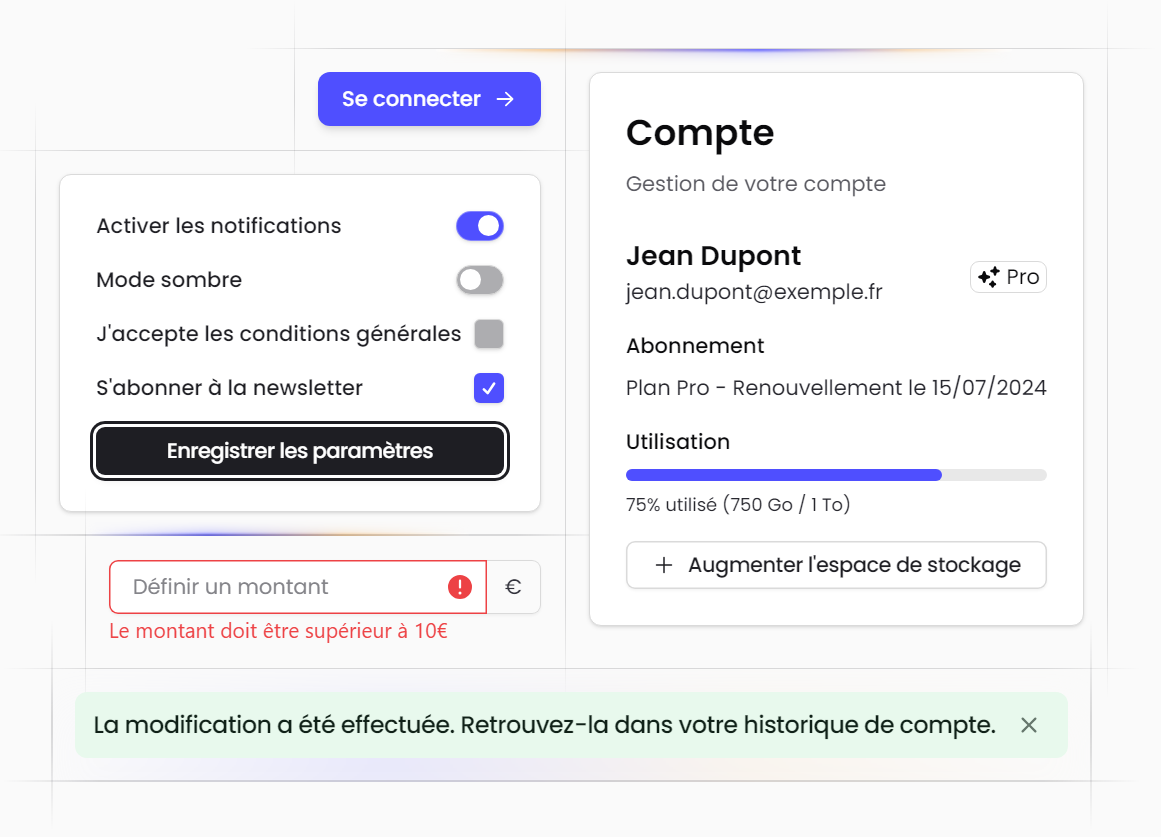 Se connecter
Activer les notifications
Mode sombre
J'accepte les conditions générales
S'abonner à la newsletter
Enregistrer les paramètres
Définir un montant
€
Le montant doit être supérieur à 10€
Compte
Gestion de votre compte
Jean Dupont
jean.dupont@exemple.fr
Pro
Abonnement
Plan Pro - Renouvellement le 15/07/2024
Utilisation
75% utilisé (750 Go / 1 To)
Augmenter l'espace de stockage
La modification a été effectuée. Retrouvez-la dans votre historique de compte.